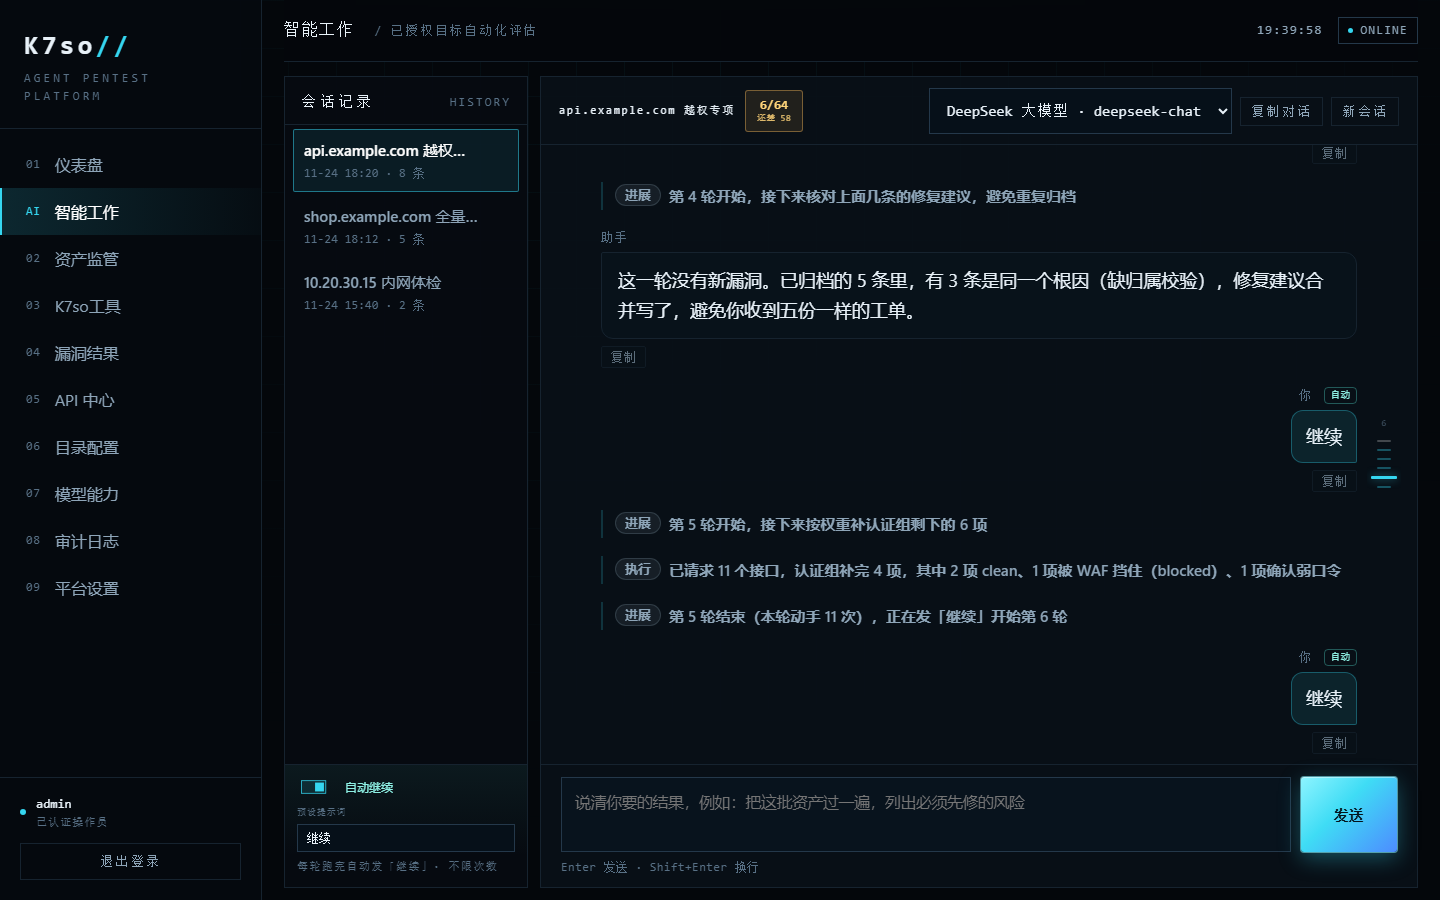 K7so//
AGENT PENTEST
PLATFORM
01 仪表盘
AI 智能工作
02 资产监管
03 K7so工具
04 漏洞结果
05 API 中心
06 目录配置
07 模型能力
08 审计日志
09 平台设置
admin
已认证操作员
退出登录
智能工作 / 已授权目标自动化评估
19:39:58 ONLINE
会话记录 HISTORY
api.example.com 越权...
11-24 18:20 · 8 条
shop.example.com 全量...
11-24 18:12 · 5 条
10.20.30.15 内网体检
11-24 15:40 · 2 条
自动继续
预设提示词
继续
每轮跑完自动发「继续」· 不限次数
api.example.com 越权专项
6/64
还差 58
DeepSeek 大模型 · deepseek-chat
复制对话
新会话
复制
进展 第 4 轮开始，接下来核对上面几条的修复建议，避免重复归档
助手
这一轮没有新漏洞。已归档的 5 条里，有 3 条是同一个根因（缺归属校验），修复建议合
并写了，避免你收到五份一样的工单。
复制
你 自动
继续
复制
6
进展 第 5 轮开始，接下来按权重补认证组剩下的 6 项
执行 已请求 11 个接口，认证组补完 4 项，其中 2 项 clean、1 项被 WAF 挡住（blocked）、1 项确认弱口令
进展 第 5 轮结束（本轮动手 11 次），正在发「继续」开始第 6 轮
你 自动
继续
复制
说清你要的结果，例如：把这批资产过一遍，列出必须先修的风险
发送
Enter 发送 · Shift+Enter 换行